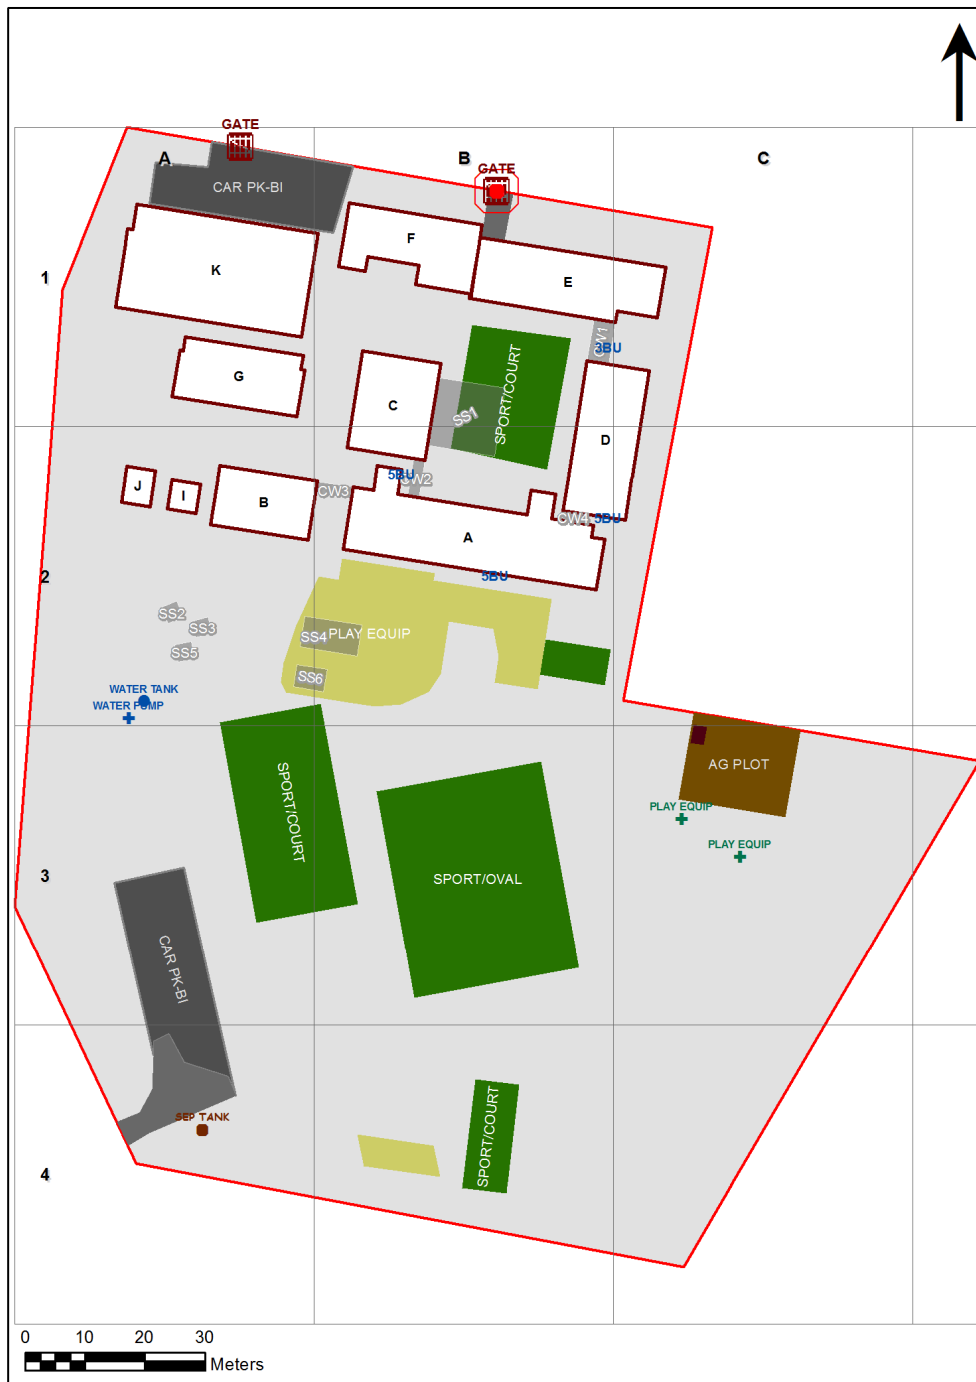 GATE
A
B
C
GATE
CAR PK-BI
F
K
E
1
CW1
3BU
SPORT/COURT
G
C
SS1
D
5BU
CW2
J
I
B
CW3
CW4
5BU
A
2
5BU
SS2
SS3
SS4
PLAY EQUIP
SS5
SS6
WATER TANK
WATER PUMP
AG PLOT
SPORT/COURT
PLAY EQUIP
PLAY EQUIP
3
SPORT/OVAL
CAR PK-BI
SEP TANK
SPORT/COURT
4
0 10 20 30
Meters